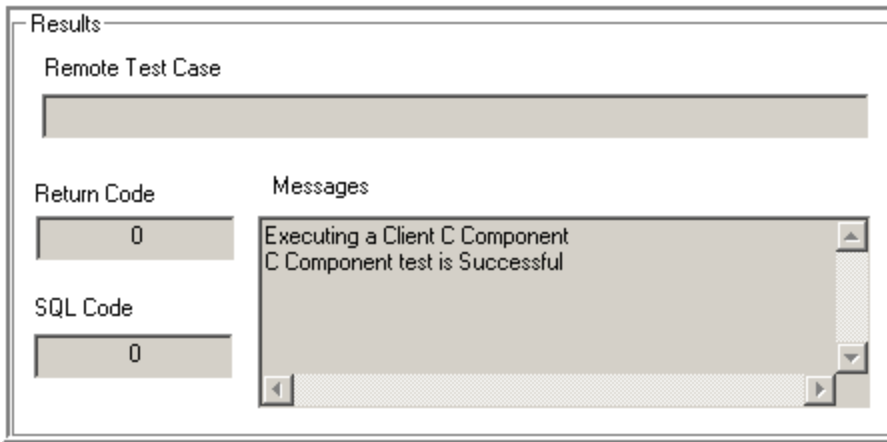 Results
Remote Test Case
Return Code
0
Messages
Executing a Client C Component
C Component test is Successful
SQL Code
0